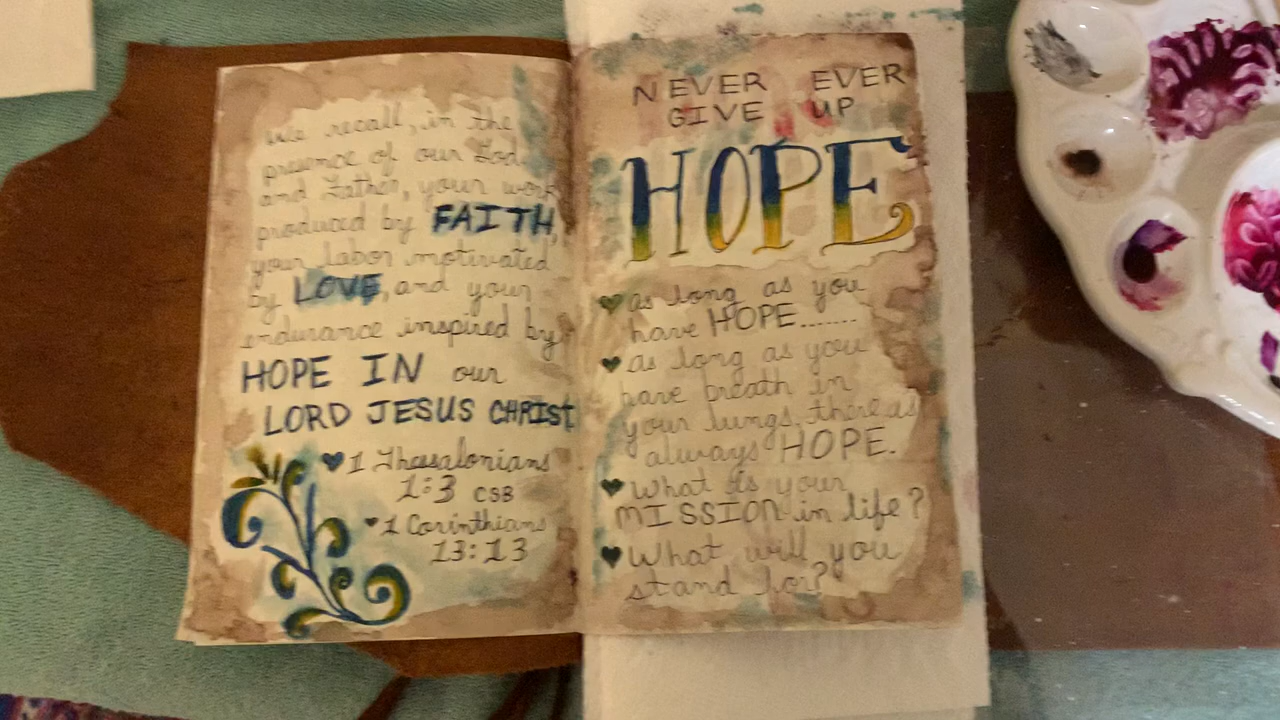 We recall, in the
presence of our God
and Father, your work
produced by FAITH,
your labor motivated
by LOVE, and your
endurance inspired by
HOPE IN our
LORD JESUS CHRIST
1 Thessalonians
1:3 CSB
1 Corinthians
13:13
NEVER EVER
GIVE UP
HOPE
as long as you
have HOPE.......
as long as you
have breath in
your lungs, there is
always HOPE.
What is your
MISSION in life?
What will you
stand for?